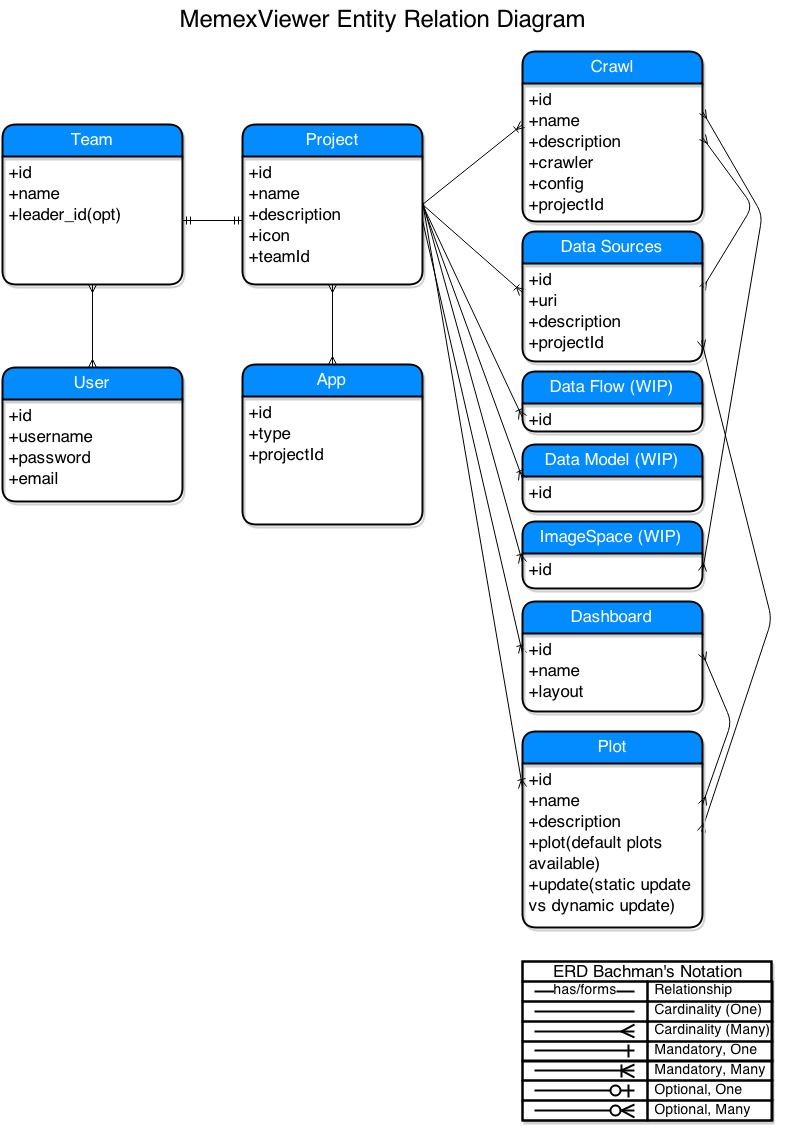 MemexViewer Entity Relation Diagram
Team
+id
+name
+leader_id(opt)
Project
+id
+name
+description
+icon
+teamId
User
+id
+username
+password
+email
App
+id
+type
+projectId
Crawl
+id
+name
+description
+crawler
+config
+projectId
Data Sources
+id
+uri
+description
+projectId
Data Flow (WIP)
+id
Data Model (WIP)
+id
ImageSpace (WIP)
+id
Dashboard
+id
+name
+layout
Plot
+id
+name
+description
+plot(default plots
available)
+update(static update
vs dynamic update)
ERD Bachman's Notation
has/forms Relationship
Cardinality (One)
Cardinality (Many)
Mandatory, One
Mandatory, Many
Optional, One
Optional, Many